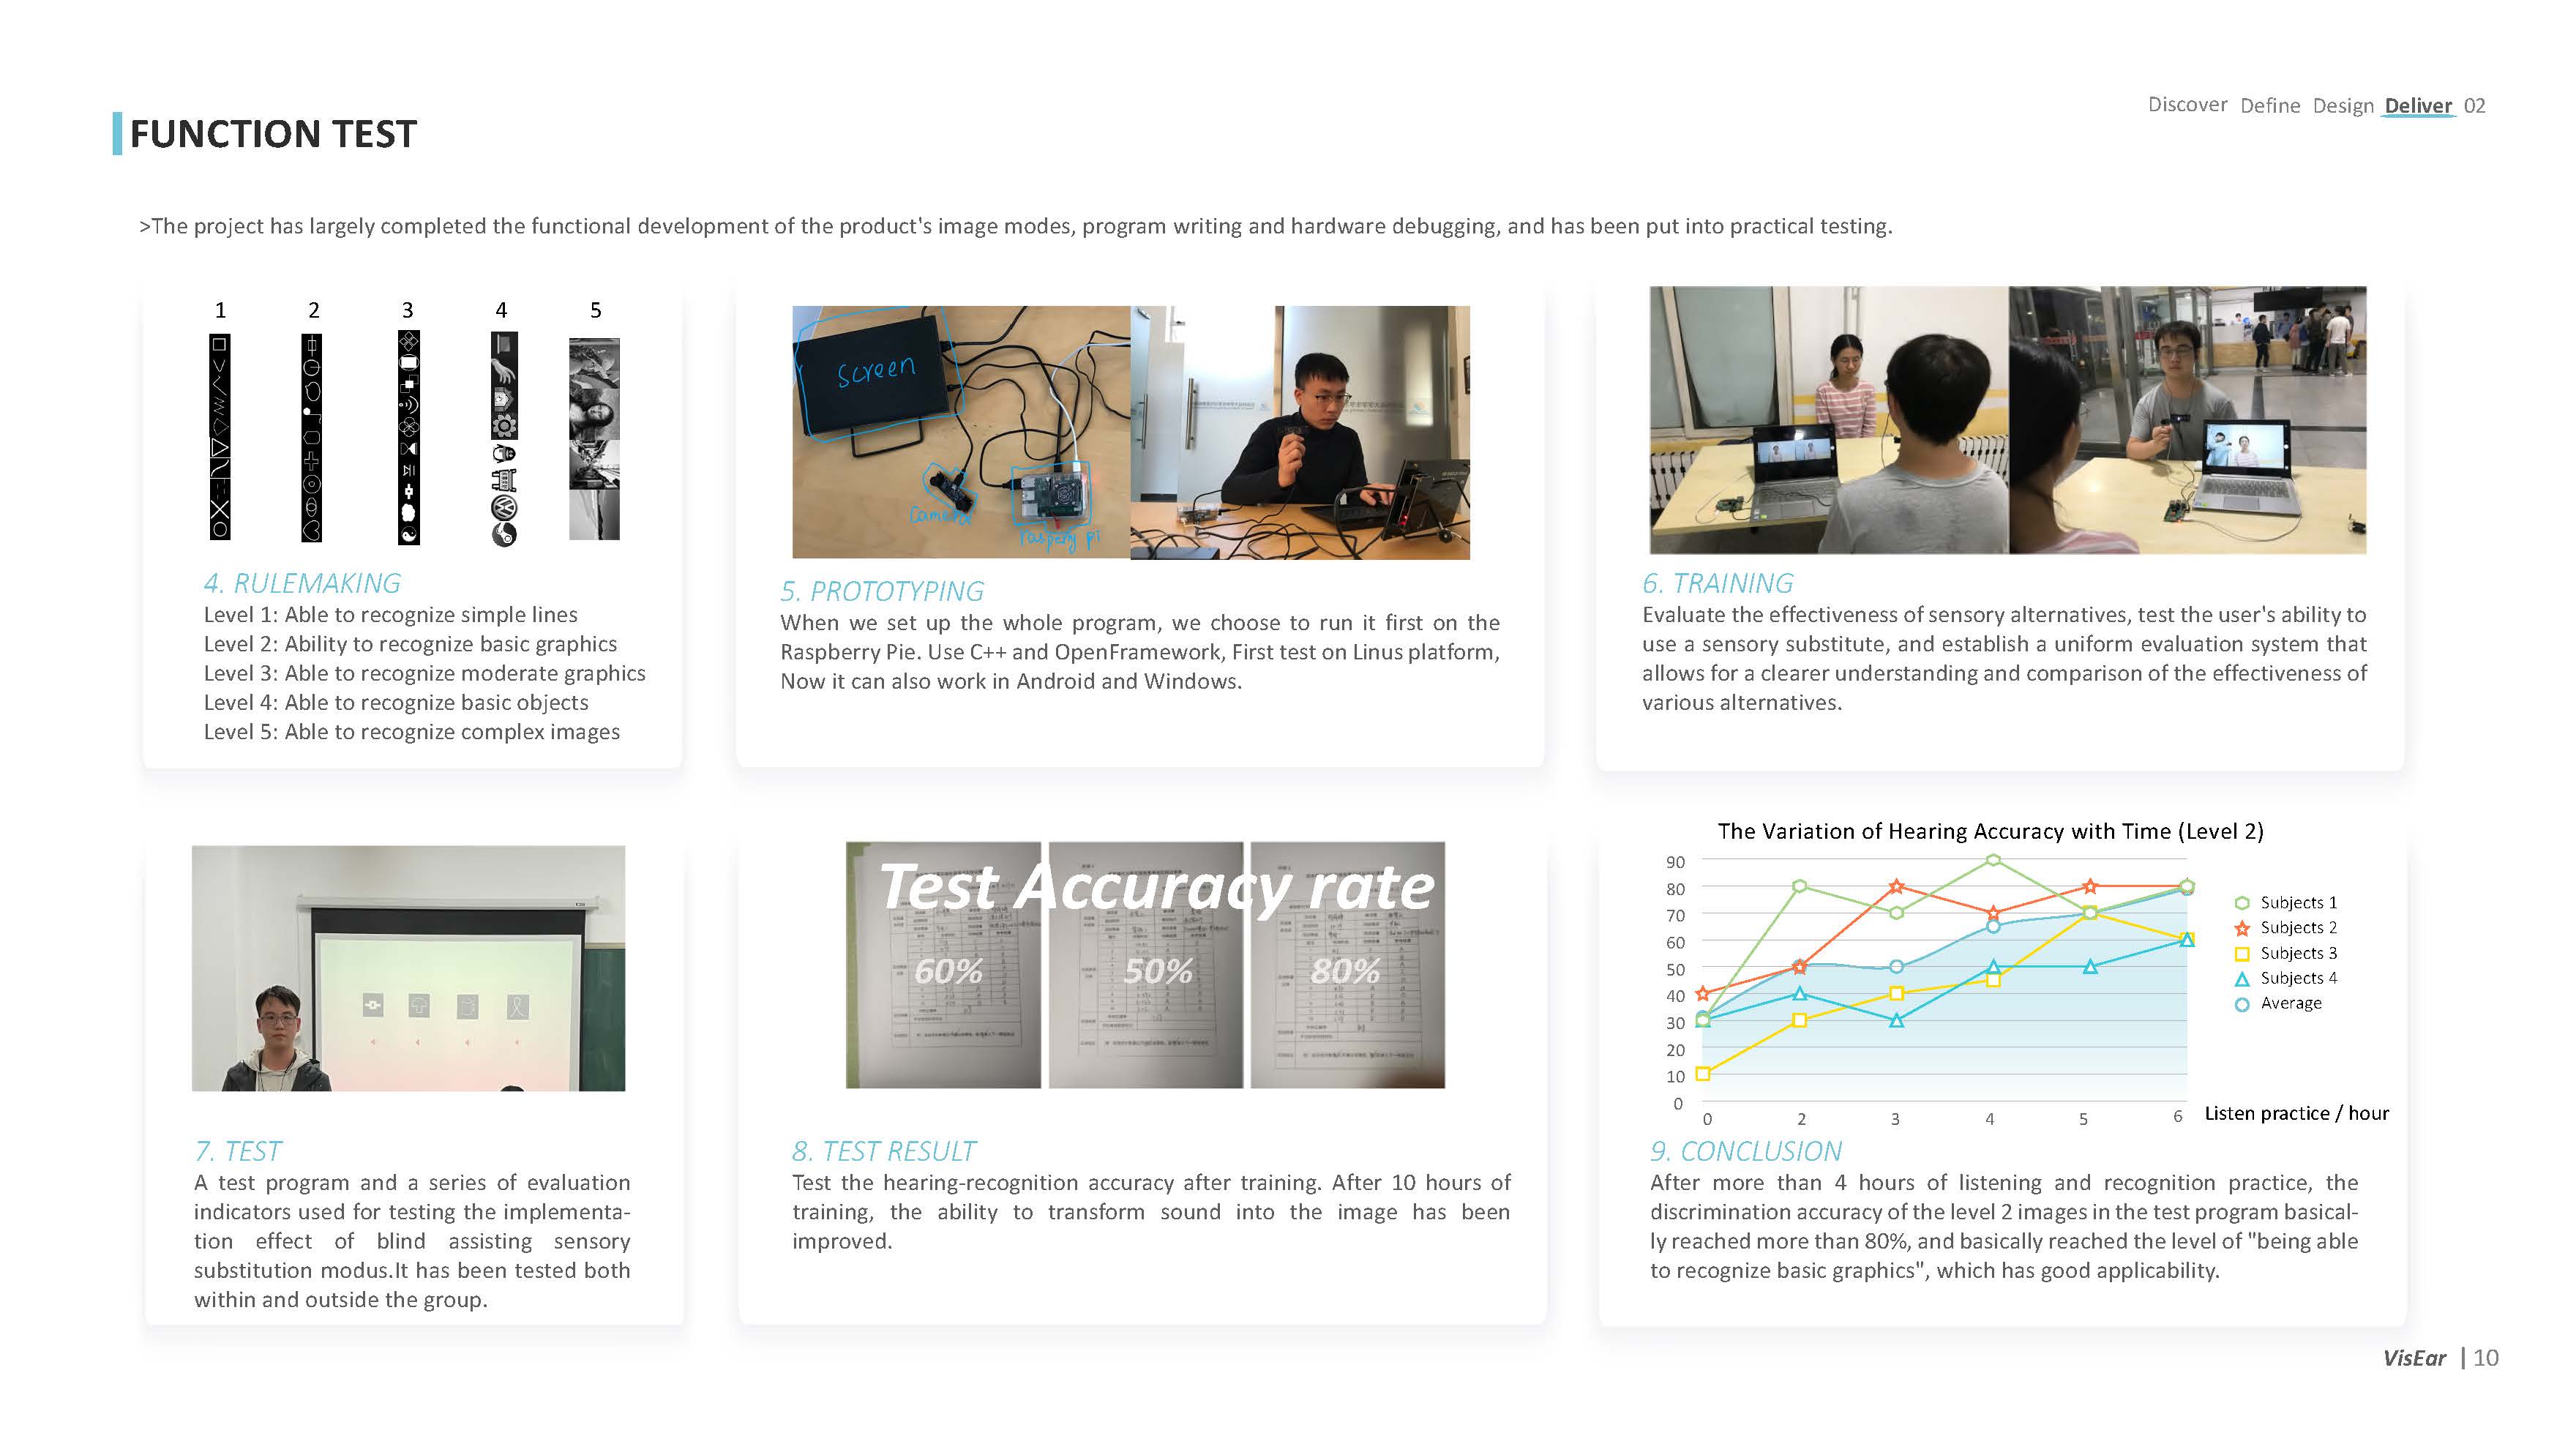 Discover Define Design Deliver 02
FUNCTION TEST
>The project has largely completed the functional development of the product's image modes, program writing and hardware debugging, and has been put into practical testing.
1 2 3 4 5
4. RULEMAKING
Level 1: Able to recognize simple lines
Level 2: Ability to recognize basic graphics
Level 3: Able to recognize moderate graphics
Level 4: Able to recognize basic objects
Level 5: Able to recognize complex images
Screen
Camera
raspery pi
5. PROTOTYPING
When we set up the whole program, we choose to run it first on the
Raspberry Pie. Use C++ and OpenFramework, First test on Linus platform,
Now it can also work in Android and Windows.
6. TRAINING
Evaluate the effectiveness of sensory alternatives, test the user's ability to
use a sensory substitute, and establish a uniform evaluation system that
allows for a clearer understanding and comparison of the effectiveness of
various alternatives.
7. TEST
A test program and a series of evaluation
indicators used for testing the implementa-
tion effect of blind assisting sensory
substitution modus.It has been tested both
within and outside the group.
Test Accuracy rate
60% 50% 80%
8. TEST RESULT
Test the hearing-recognition accuracy after training. After 10 hours of
training, the ability to transform sound into the image has been
improved.
The Variation of Hearing Accuracy with Time (Level 2)
90
80
70
60
50
40
30
20
10
0
0 2 3 4 5 6 Listen practice / hour
Subjects 1
Subjects 2
Subjects 3
Subjects 4
Average
9. CONCLUSION
After more than 4 hours of listening and recognition practice, the
discrimination accuracy of the level 2 images in the test program basical-
ly reached more than 80%, and basically reached the level of "being able
to recognize basic graphics", which has good applicability.
VisEar | 10